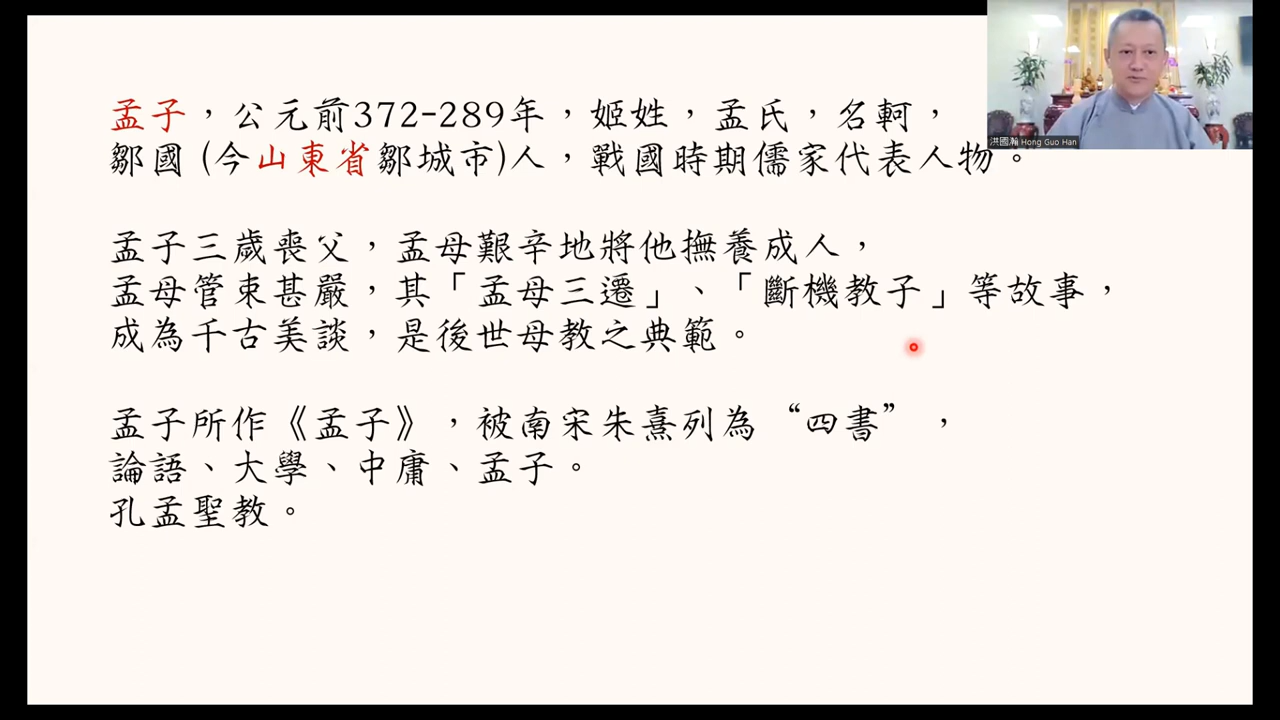 孟子，公元前372-289年，姬姓，孟氏，名軻，
鄒國 (今山東省鄒城市)人，戰國時期儒家代表人物。
孟子三歲喪父，孟母艱辛地將他撫養成人，
孟母管束甚嚴，其「孟母三遷」、「斷機教子」等故事，
成為千古美談，是後世母教之典範。
孟子所作《孟子》，被南宋朱熹列為“四書”，
論語、大學、中庸、孟子。
孔孟聖教。
洪國瀚 Hong Guo Han